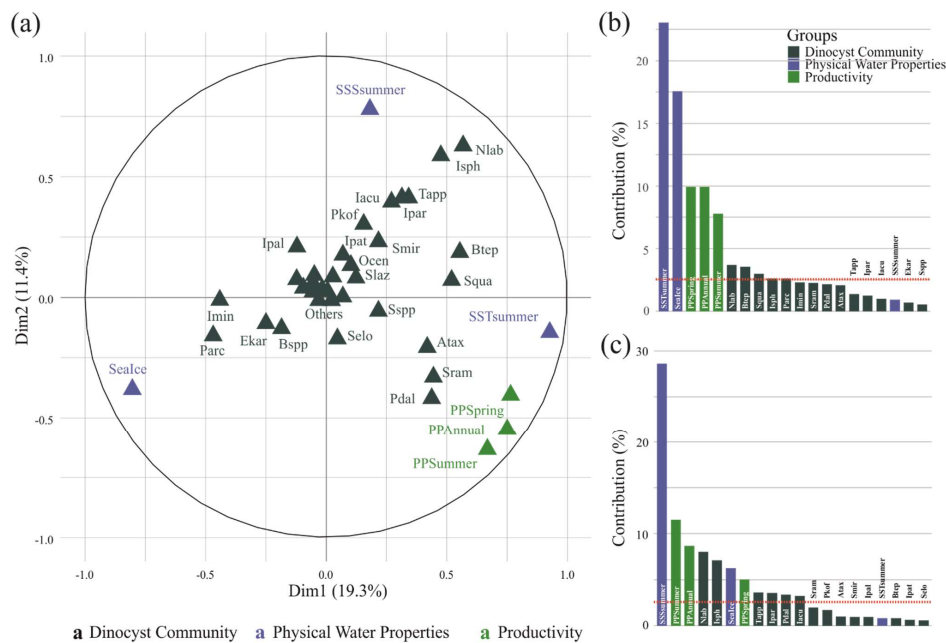 (a)
1.0
0.5
0.0
-0.5
-1.0
Dim2 (11.4%)
SSSsummer
Nlab
Isph
Iacu
Tapp
Ipar
Pkof
Ipal
Ipat
Smir
Ocen
Slaz
Btep
Squa
Imin
Others
Sspp
SSTsummer
Parc
Ekar
Bspp
Selo
Atax
SeaIce
Sram
Pdal
PPSpring
PPAnnual
PPSummer
-1.0 -0.5 0.0 0.5 1.0
Dim1 (19.3%)
a Dinocyst Community a Physical Water Properties a Productivity
(b)
Groups
Dinocyst Community
Physical Water Properties
Productivity
Contribution (%)
20
15
10
5
0
SSTsummer
SeaIce
PPSpring
PPAnnual
PPSummer
Nlab
Btep
Squa
Isph
Parc
Imin
Sram
Pdal
Atax
Tapp
Ipar
Iacu
SSSsummer
Ekar
Sspp
(c)
Contribution (%)
30
20
10
0
SSSsummer
PPSummer
PPAnnual
Nlab
Isph
SeaIce
PPSpring
Tapp
Ipar
Pdal
Iacu
Sram
Pkof
Atax
Smir
Ipal
SSTsummer
Btep
Ipat
Selo